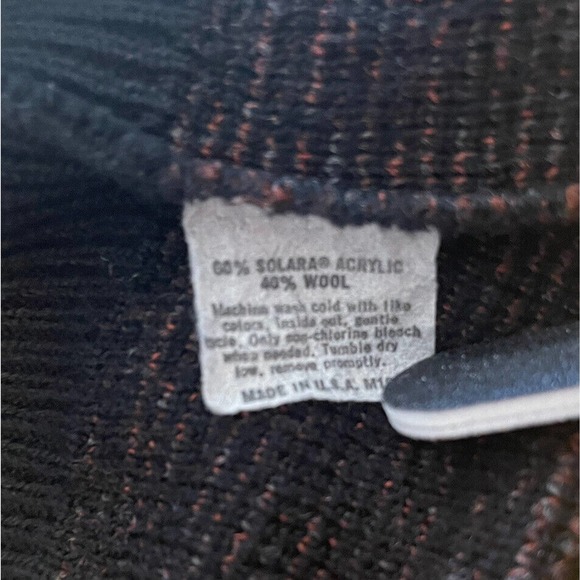 60% SOLARA® ACRYLIC
40% WOOL
Machine wash cold with like
colors, inside out, gentle
cycle. Only non-chlorine bleach
when needed. Tumble dry
low, remove promptly.
MADE IN U.S.A.